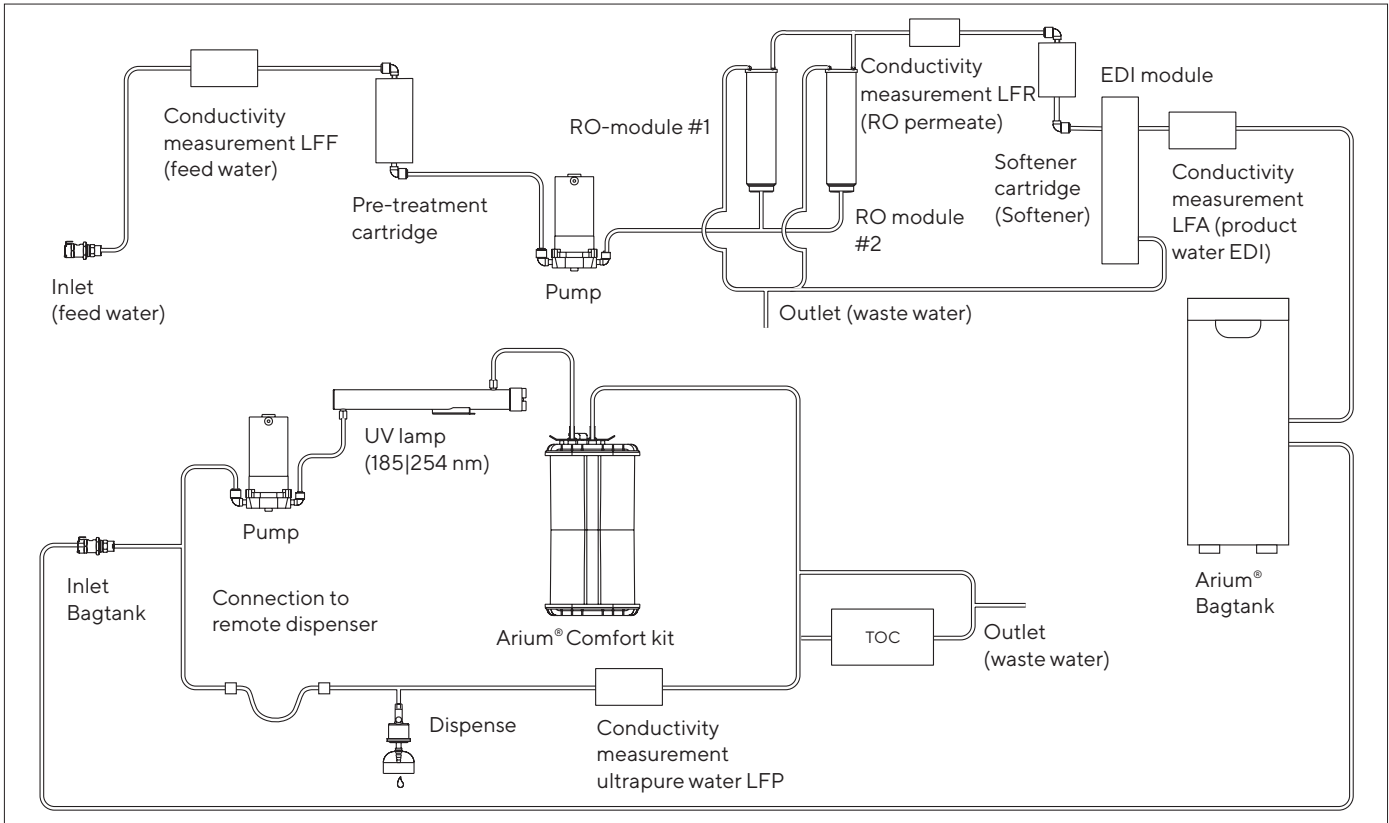 Conductivity
measurement LFF
(feed water)
Inlet
(feed water)
Pre-treatment
cartridge
Pump
RO-module #1
Conductivity
measurement LFR
(RO permeate)
RO module
#2
Outlet (waste water)
Softener
cartridge
(Softener)
EDI module
Conductivity
measurement
LFA (product
water EDI)
Arium®
Bagtank
Inlet
Bagtank
Pump
UV lamp
(185|254 nm)
Arium® Comfort kit
Connection to
remote dispenser
Dispense
Conductivity
measurement
ultrapure water LFP
TOC
Outlet
(waste water)